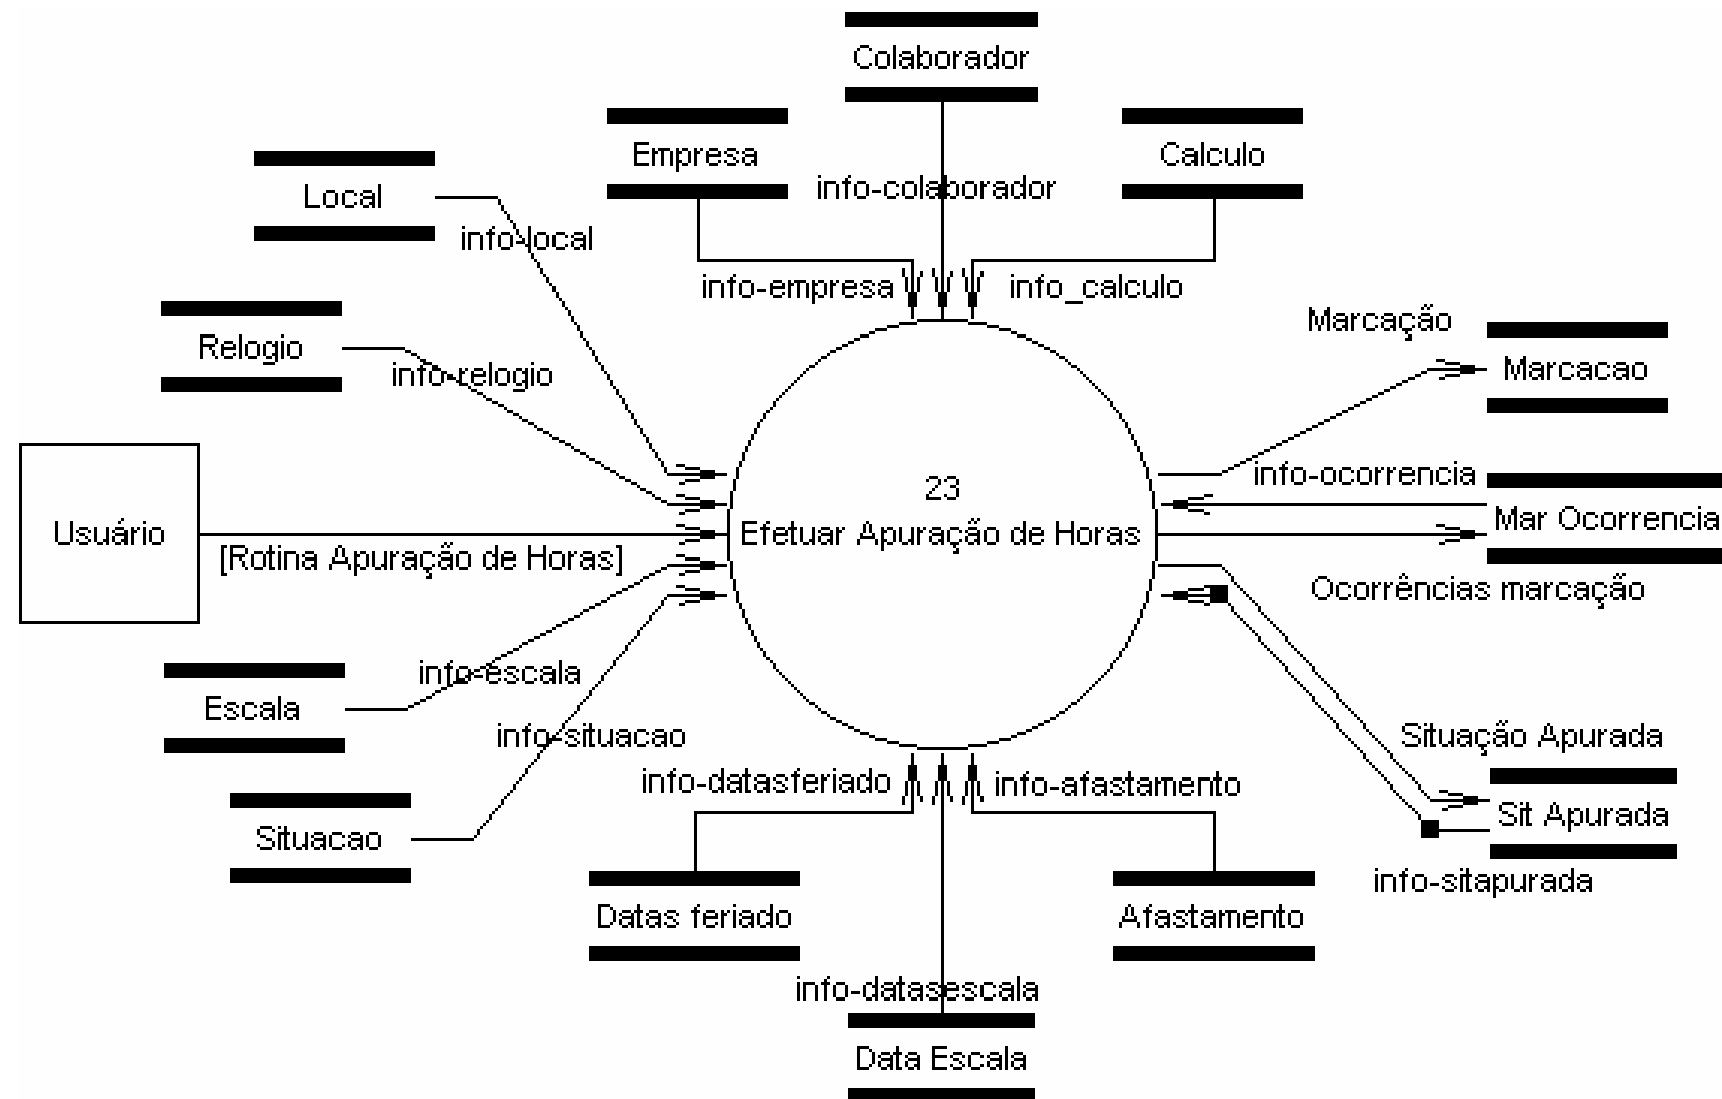 Colaborador
Empresa
Calculo
info-colaborador
Local
info-local
info-empresa
info_calculo
Marcação
Relogio
info-relogio
Marcacao
info-ocorrencia
23
Efetuar Apuração de Horas
Mar Ocorrencia
Usuário
[Rotina Apuração de Horas]
Ocorrências marcação
info-escala
Escala
info-situacao
Situação Apurada
info-datasferiado
info-afastamento
Sit Apurada
Situacao
info-sitapurada
Datas feriado
Afastamento
info-datasescala
Data Escala